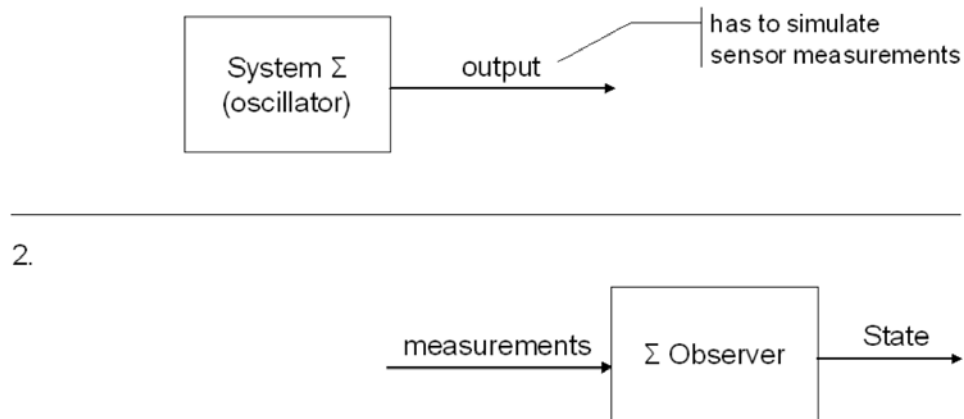 has to simulate
sensor measurements
System Σ
(oscillator)
output
2.
measurements
Σ Observer
State